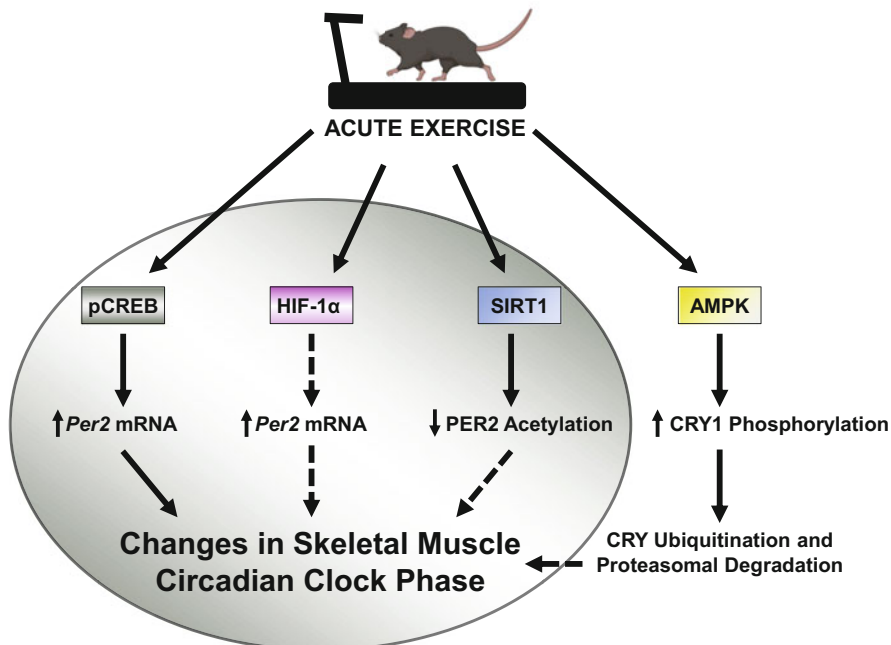 ACUTE EXERCISE
pCREB
HIF-1α
SIRT1
AMPK
Per2 mRNA
Per2 mRNA
PER2 Acetylation
CRY1 Phosphorylation
Changes in Skeletal Muscle
Circadian Clock Phase
CRY Ubiquitination and
Proteasomal Degradation